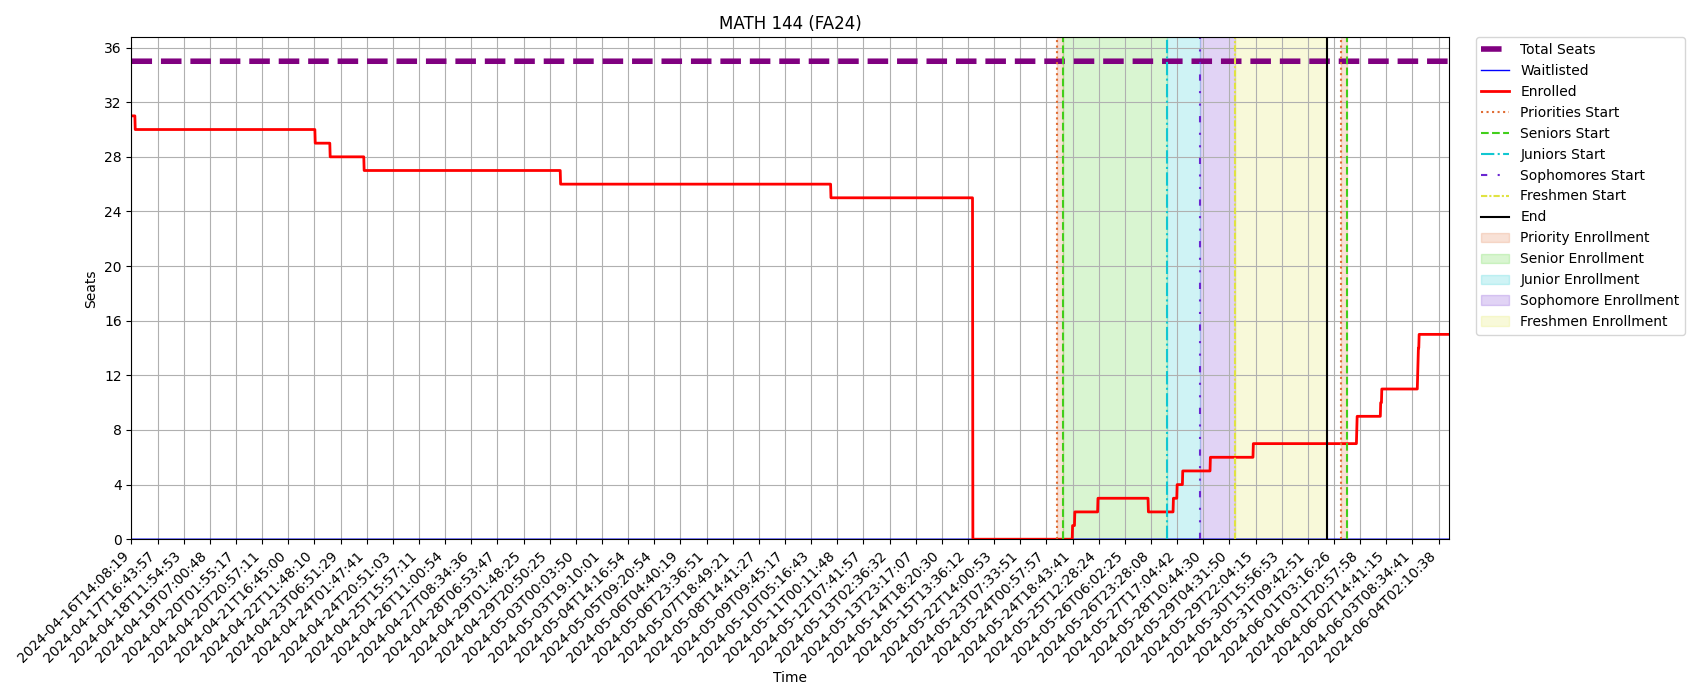 MATH 144 (FA24)
Seats
36
32
28
24
20
16
12
8
4
0
2024-04-16T14:08:19
2024-04-17T16:43:57
2024-04-18T11:54:53
2024-04-19T07:00:48
2024-04-20T01:55:17
2024-04-20T20:57:11
2024-04-21T16:45:00
2024-04-22T11:48:10
2024-04-23T06:51:29
2024-04-24T01:47:41
2024-04-24T20:51:03
2024-04-25T15:57:11
2024-04-26T11:00:54
2024-04-27T08:34:36
2024-04-28T06:53:47
2024-04-29T01:48:25
2024-04-29T20:50:25
2024-05-03T00:03:50
2024-05-03T19:10:01
2024-05-04T14:16:54
2024-05-05T09:20:54
2024-05-06T04:40:19
2024-05-06T23:36:51
2024-05-07T18:49:21
2024-05-08T14:41:27
2024-05-09T09:45:17
2024-05-10T05:16:43
2024-05-11T00:11:48
2024-05-12T07:41:57
2024-05-13T02:36:32
2024-05-13T23:17:07
2024-05-14T18:20:30
2024-05-15T13:36:12
2024-05-22T14:00:53
2024-05-23T07:33:51
2024-05-24T00:57:57
2024-05-24T18:43:41
2024-05-25T12:28:24
2024-05-26T06:02:25
2024-05-26T23:28:08
2024-05-27T17:04:42
2024-05-28T10:44:30
2024-05-29T04:31:50
2024-05-29T22:04:15
2024-05-30T15:56:53
2024-05-31T09:42:51
2024-06-01T03:16:26
2024-06-01T20:57:58
2024-06-02T14:41:15
2024-06-03T08:34:41
2024-06-04T02:10:38
Time
Total Seats
Waitlisted
Enrolled
Priorities Start
Seniors Start
Juniors Start
Sophomores Start
Freshmen Start
End
Priority Enrollment
Senior Enrollment
Junior Enrollment
Sophomore Enrollment
Freshmen Enrollment